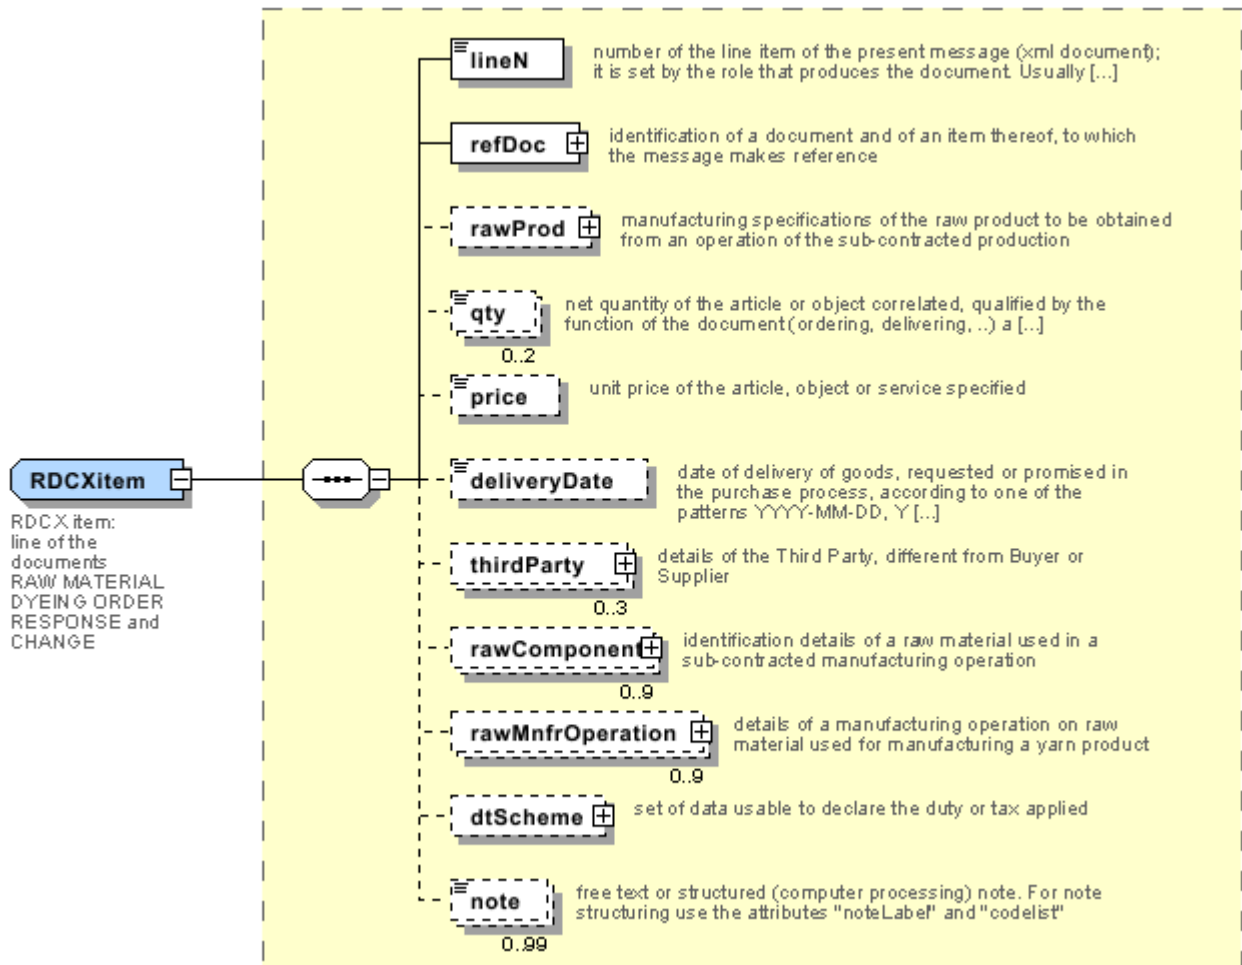 lineN
number of the line item of the present message (xml document);
it is set by the role that produces the document. Usually [...]
refDoc
identification of a document and of an item thereof, to which
the message makes reference
rawProd
manufacturing specifications of the raw product to be obtained
from an operation of the sub-contracted production
qty
net quantity of the article or object correlated, qualified by the
function of the document (ordering, delivering, ..) a [...]
0..2
price
unit price of the article, object or service specified
RDCXitem
RDCX item:
line of the
documents
RAW MATERIAL
DYEING ORDER
RESPONSE and
CHANGE
deliveryDate
date of delivery of goods, requested or promised in
the purchase process, according to one of the
patterns YYYY-MM-DD, Y [...]
thirdParty
details of the Third Party, different from Buyer or
Supplier
0..3
rawComponent
identification details of a raw material used in a
sub-contracted manufacturing operation
0..9
rawMnfrOperation
details of a manufacturing operation on raw
material used for manufacturing a yarn product
0..9
dtScheme
set of data usable to declare the duty or tax applied
note
free text or structured (computer processing) note. For note
structuring use the attributes "noteLabel" and "codelist"
0..99